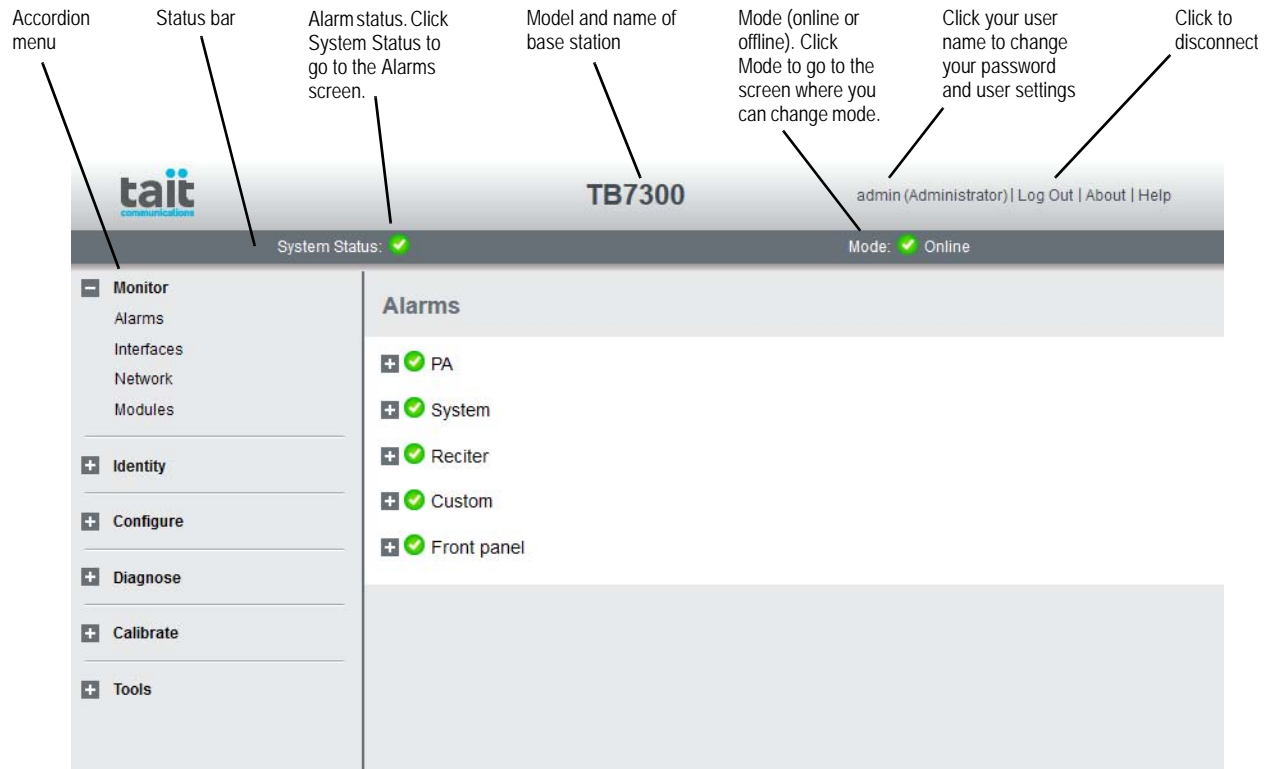 Accordion
menu
Status bar
Alarm status. Click
System Status to
go to the Alarms
screen.
Model and name of
base station
Mode (online or
offline). Click
Mode to go to the
screen where you
can change mode.
Click your user
name to change
your password
and user settings
Click to
disconnect
tait
communications
TB7300
admin (Administrator) | Log Out | About | Help
System Status:
Mode: Online
Monitor
Alarms
Interfaces
Network
Modules
Identity
Configure
Diagnose
Calibrate
Tools
Alarms
PA
System
Reciter
Custom
Front panel